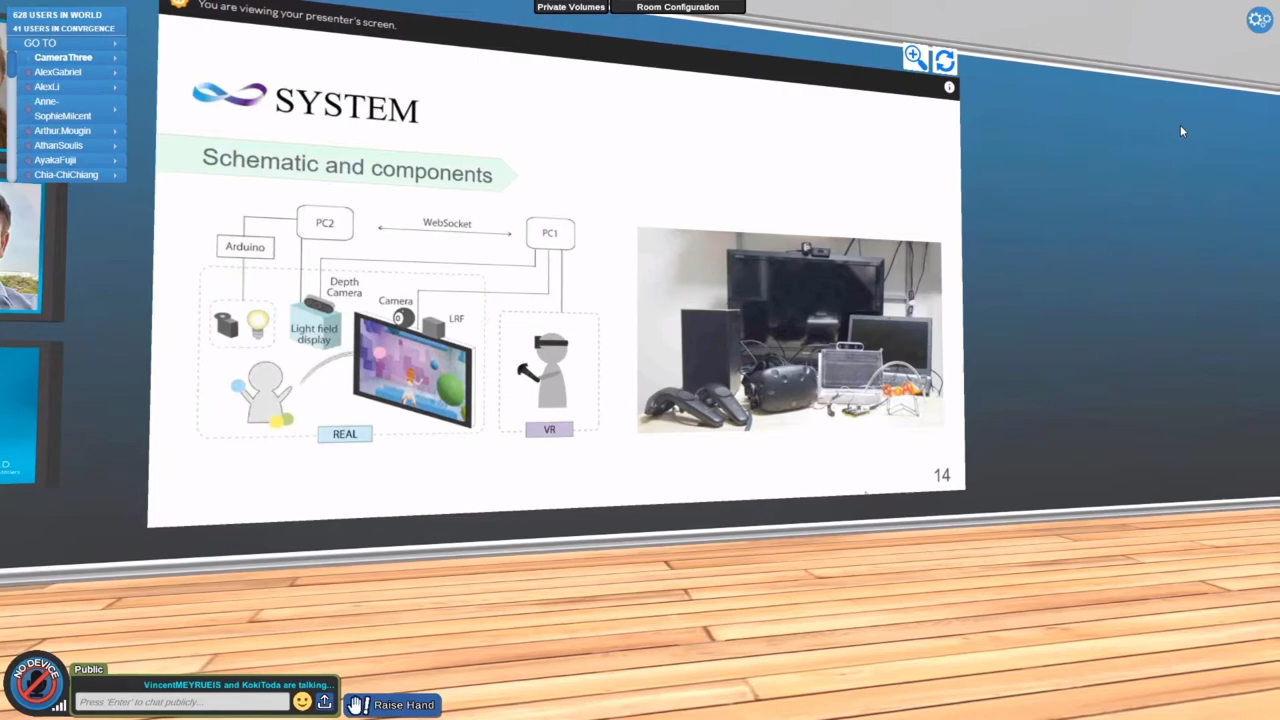 You are viewing your presenter's screen.
Private Volumes
Room Configuration
628 USERS IN WORLD
41 USERS IN CONVRGENCE
GO TO
CameraThree
AlexGabriel
AlexLi
Anne-
SophieMilcent
Arthur.Mougin
AthanSoulis
AyakaFujii
Chia-ChiChiang
SYSTEM
Schematic and components
PC2
WebSocket
PC1
Arduino
Depth
Camera
Camera
LRF
Light field
display
REAL
VR
14
NO DEVICE
Public
VincentMEYRUEIS and KokiToda are talking...
Press 'Enter' to chat publicly...
Raise Hand